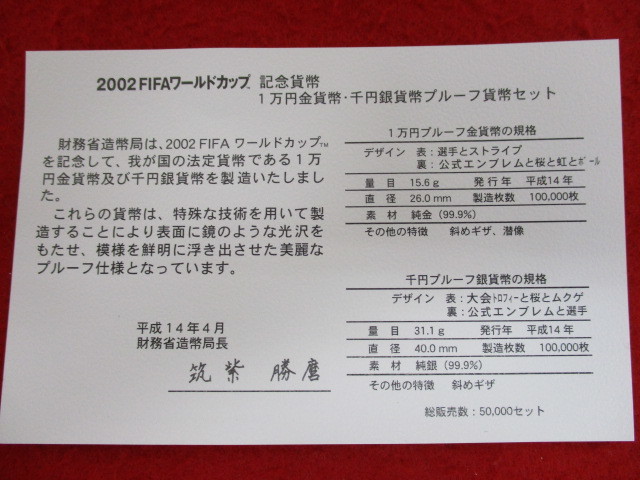 2002 FIFAワールドカップ™ 記念貨幣
1万円金貨幣・千円銀貨幣プルーフ貨幣セット
財務省造幣局は、2002 FIFA ワールドカップ™
を記念して、我が国の法定貨幣である1万
円金貨幣及び千円銀貨幣を製造いたしまし
た。
これらの貨幣は、特殊な技術を用いて製
造することにより表面に鏡のような光沢
をもたせ、模様を鮮明に浮き出させた美麗な
プルーフ仕様となっています。
平成14年4月
財務省造幣局長
筑紫 勝麿
1万円プルーフ金貨幣の規格
デザイン 表：選手とストライプ
裏：公式エンブレムと桜と虹とボール
量目 15.6 g 発行年 平成14年
直径 26.0 mm 製造枚数 100,000枚
素材 純金 (99.9%)
その他の特徴 斜めギザ、潜像
千円プルーフ銀貨幣の規格
デザイン 表：大会トロフィーと桜とムクゲ
裏：公式エンブレムと選手
量目 31.1 g 発行年 平成14年
直径 40.0 mm 製造枚数 100,000枚
素材 純銀 (99.9%)
その他の特徴 斜めギザ
総販売数：50,000セット